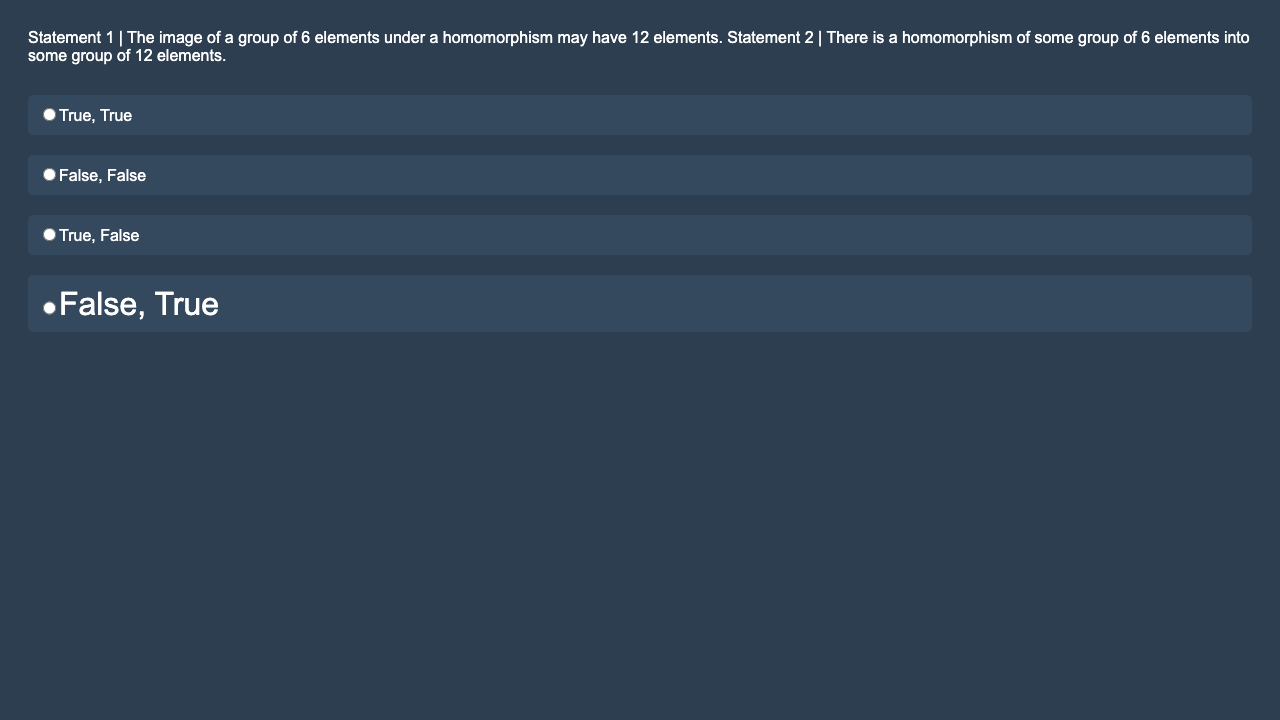 Statement 1 | The image of a group of 6 elements under a homomorphism may have 12 elements. Statement 2 | There is a homomorphism of some group of 6 elements into
some group of 12 elements.
True, True
False, False
True, False
False, True